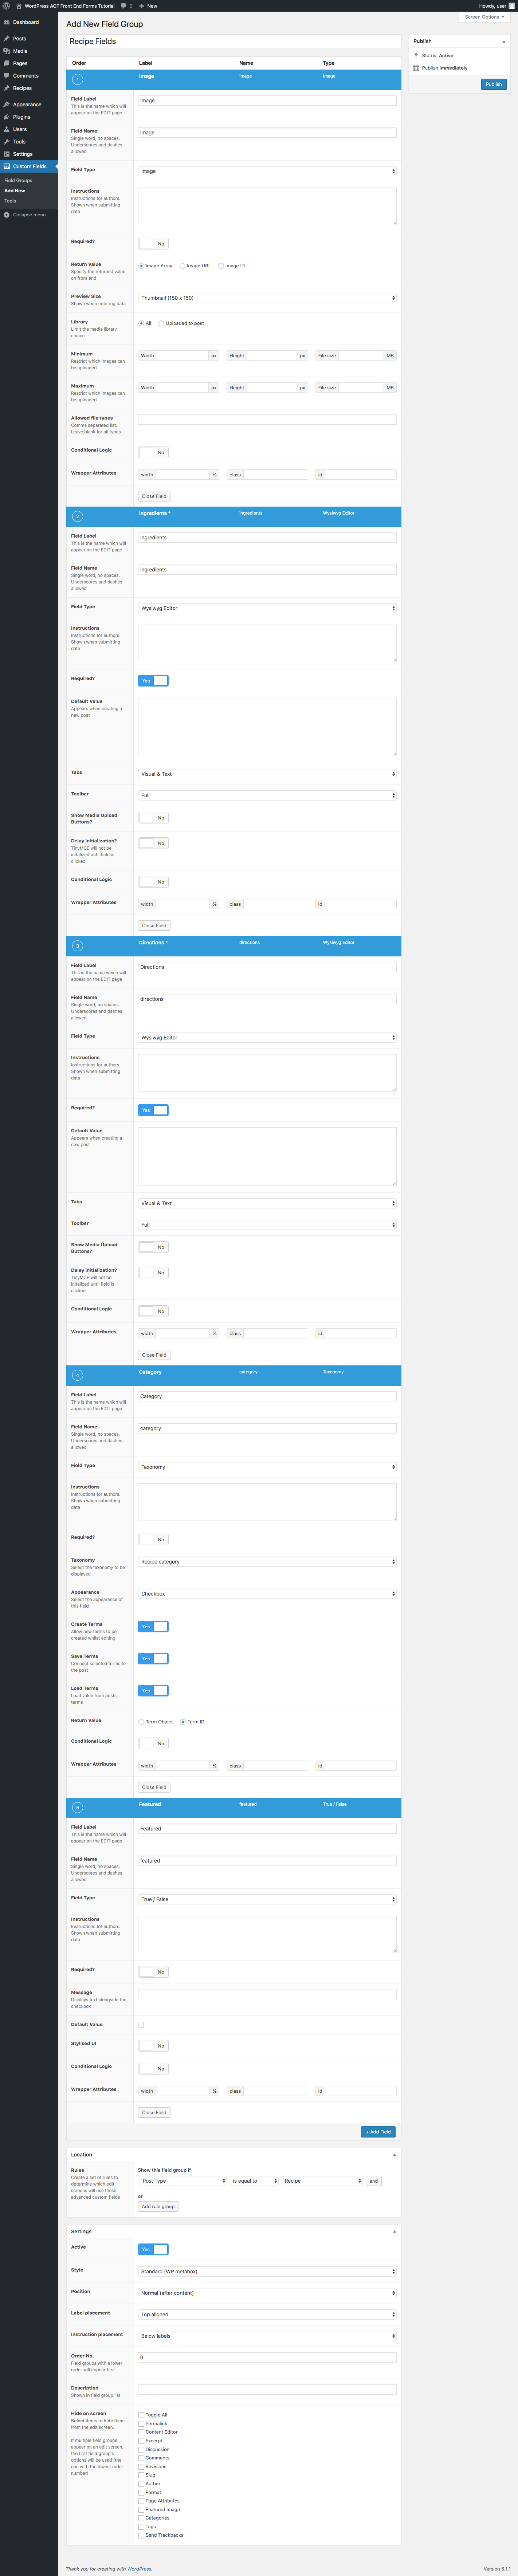 WordPress ACF Front End Forms Tutorial 0 New Howdy, user
Screen Options
Dashboard
Posts
Media
Pages
Comments
Recipes
Appearance
Plugins
Users
Tools
Settings
Custom Fields
Field Groups
Add New
Tools
Collapse menu
Add New Field Group
Recipe Fields
Order Label Name Type
1 Image image Image
Field Label
This is the name which will
appear on the EDIT page
Image
Field Name
Single word, no spaces.
Underscores and dashes
allowed
image
Field Type
Image
Instructions
Instructions for authors.
Shown when submitting
data
Required?
No
Return Value
Specify the returned value
on front end
Image Array Image URL Image ID
Preview Size
Shown when entering data
Thumbnail (150 x 150)
Library
Limit the media library
choice
All Uploaded to post
Minimum
Restrict which images can
be uploaded
Width px Height px File size MB
Maximum
Restrict which images can
be uploaded
Width px Height px File size MB
Allowed file types
Comma separated list.
Leave blank for all types
Conditional Logic
No
Wrapper Attributes
width % class id
Close Field
2 Ingredients * ingredients Wysiwyg Editor
Field Label
This is the name which will
appear on the EDIT page
Ingredients
Field Name
Single word, no spaces.
Underscores and dashes
allowed
ingredients
Field Type
Wysiwyg Editor
Instructions
Instructions for authors.
Shown when submitting
data
Required?
Yes
Default Value
Appears when creating a
new post
Tabs
Visual & Text
Toolbar
Full
Show Media Upload
Buttons?
No
Delay initialization?
TinyMCE will not be
initalized until field is
clicked
No
Conditional Logic
No
Wrapper Attributes
width % class id
Close Field
3 Directions * directions Wysiwyg Editor
Field Label
This is the name which will
appear on the EDIT page
Directions
Field Name
Single word, no spaces.
Underscores and dashes
allowed
directions
Field Type
Wysiwyg Editor
Instructions
Instructions for authors.
Shown when submitting
data
Required?
Yes
Default Value
Appears when creating a
new post
Tabs
Visual & Text
Toolbar
Full
Show Media Upload
Buttons?
No
Delay initialization?
TinyMCE will not be
initalized until field is
clicked
No
Conditional Logic
No
Wrapper Attributes
width % class id
Close Field
4 Category category Taxonomy
Field Label
This is the name which will
appear on the EDIT page
Category
Field Name
Single word, no spaces.
Underscores and dashes
allowed
category
Field Type
Taxonomy
Instructions
Instructions for authors.
Shown when submitting
data
Required?
No
Taxonomy
Select the taxonomy to be
displayed
Recipe category
Appearance
Select the appearance of
this field
Checkbox
Create Terms
Allow new terms to be
created whilst editing
Yes
Save Terms
Connect selected terms to
the post
Yes
Load Terms
Load value from posts
terms
Yes
Return Value
Term Object Term ID
Conditional Logic
No
Wrapper Attributes
width % class id
Close Field
5 Featured featured True / False
Field Label
This is the name which will
appear on the EDIT page
Featured
Field Name
Single word, no spaces.
Underscores and dashes
allowed
featured
Field Type
True / False
Instructions
Instructions for authors.
Shown when submitting
data
Required?
No
Message
Displays text alongside the
checkbox
Default Value
Stylised UI
No
Conditional Logic
No
Wrapper Attributes
width % class id
Close Field
+ Add Field
Location
Rules
Create a set of rules to
determine which edit
screens will use these
advanced custom fields
Show this field group if
Post Type is equal to Recipe and
or
Add rule group
Settings
Active
Yes
Style
Standard (WP metabox)
Position
Normal (after content)
Label placement
Top aligned
Instruction placement
Below labels
Order No.
Field groups with a lower
order will appear first
0
Description
Shown in field group list
Hide on screen
Select items to hide them
from the edit screen.
If multiple field groups
appear on an edit screen,
the first field group's
options will be used (the
one with the lowest order
number)
Toggle All
Permalink
Content Editor
Excerpt
Discussion
Comments
Revisions
Slug
Author
Format
Page Attributes
Featured Image
Categories
Tags
Send Trackbacks
Publish
Status: Active
Publish immediately
Publish
Thank you for creating with WordPress.
Version 5.1.1